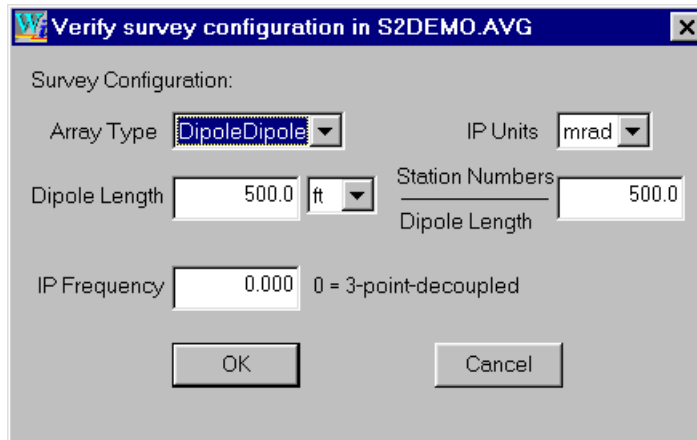 Verify survey configuration in S2DEMO.AVG
Survey Configuration:
Array Type DipoleDipole IP Units mrad
Dipole Length 500.0 ft Station Numbers 500.0
Dipole Length
IP Frequency 0.000 0 = 3-point-decoupled
OK Cancel